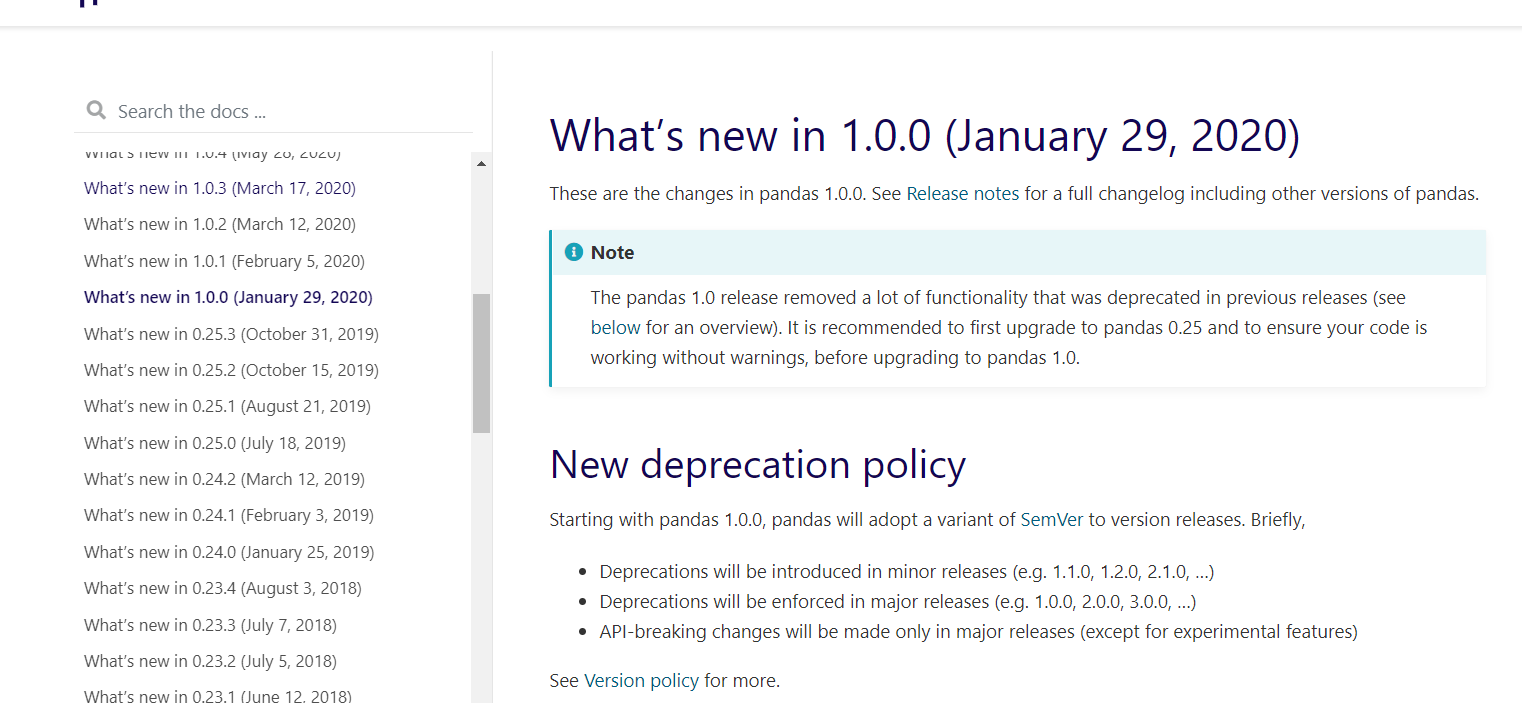 Search the docs ...
What's new in 1.0.4 (May 28, 2020)
What's new in 1.0.3 (March 17, 2020)
What's new in 1.0.2 (March 12, 2020)
What's new in 1.0.1 (February 5, 2020)
What's new in 1.0.0 (January 29, 2020)
What's new in 0.25.3 (October 31, 2019)
What's new in 0.25.2 (October 15, 2019)
What's new in 0.25.1 (August 21, 2019)
What's new in 0.25.0 (July 18, 2019)
What's new in 0.24.2 (March 12, 2019)
What's new in 0.24.1 (February 3, 2019)
What's new in 0.24.0 (January 25, 2019)
What's new in 0.23.4 (August 3, 2018)
What's new in 0.23.3 (July 7, 2018)
What's new in 0.23.2 (July 5, 2018)
What's new in 0.23.1 (June 12, 2018)
What's new in 1.0.0 (January 29, 2020)
These are the changes in pandas 1.0.0. See Release notes for a full changelog including other versions of pandas.
Note
The pandas 1.0 release removed a lot of functionality that was deprecated in previous releases (see
below for an overview). It is recommended to first upgrade to pandas 0.25 and to ensure your code is
working without warnings, before upgrading to pandas 1.0.
New deprecation policy
Starting with pandas 1.0.0, pandas will adopt a variant of SemVer to version releases. Briefly,
• Deprecations will be introduced in minor releases (e.g. 1.1.0, 1.2.0, 2.1.0, ...)
• Deprecations will be enforced in major releases (e.g. 1.0.0, 2.0.0, 3.0.0, ...)
• API-breaking changes will be made only in major releases (except for experimental features)
See Version policy for more.